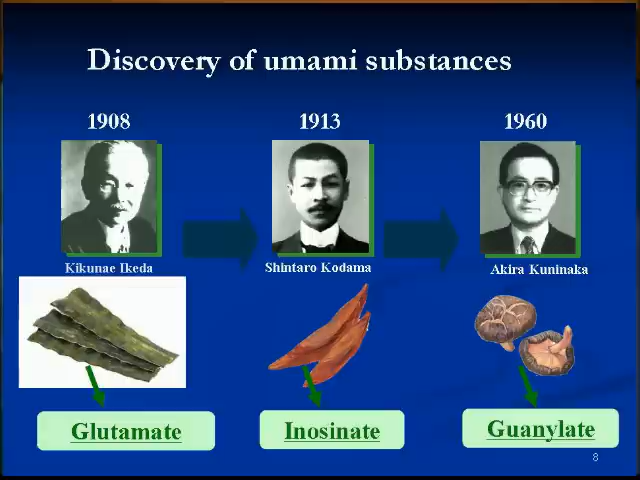 Discovery of umami substances
1908
1913
1960
Kikunae Ikeda
Shintaro Kodama
Akira Kuninaka
Glutamate
Inosinate
Guanylate
8